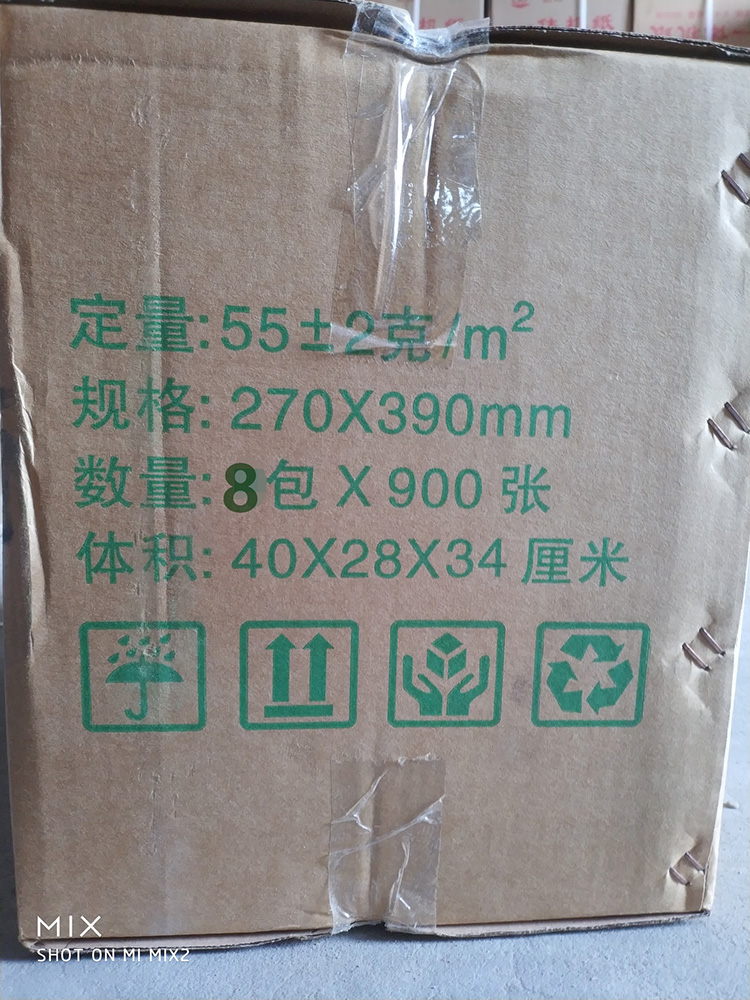 定量:55±2克/m²
规格: 270X390mm
数量:8包 X 900 张
体积: 40X28X34 厘米
MIX
SHOT ON MI MIX2